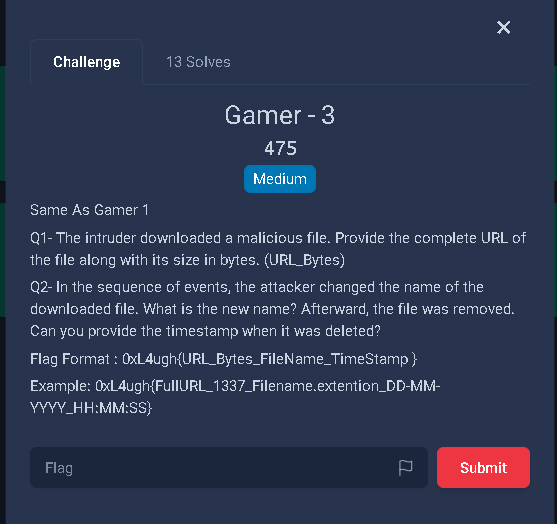 Challenge
13 Solves
Gamer - 3
475
Medium
Same As Gamer 1
Q1- The intruder downloaded a malicious file. Provide the complete URL of
the file along with its size in bytes. (URL_Bytes)
Q2- In the sequence of events, the attacker changed the name of the
downloaded file. What is the new name? Afterward, the file was removed.
Can you provide the timestamp when it was deleted?
Flag Format : 0xL4ugh{URL_Bytes_FileName_TimeStamp }
Example: 0xL4ugh{FullURL_1337_Filename.extention_DD-MM-
YYYY_HH:MM:SS}
Flag
Submit